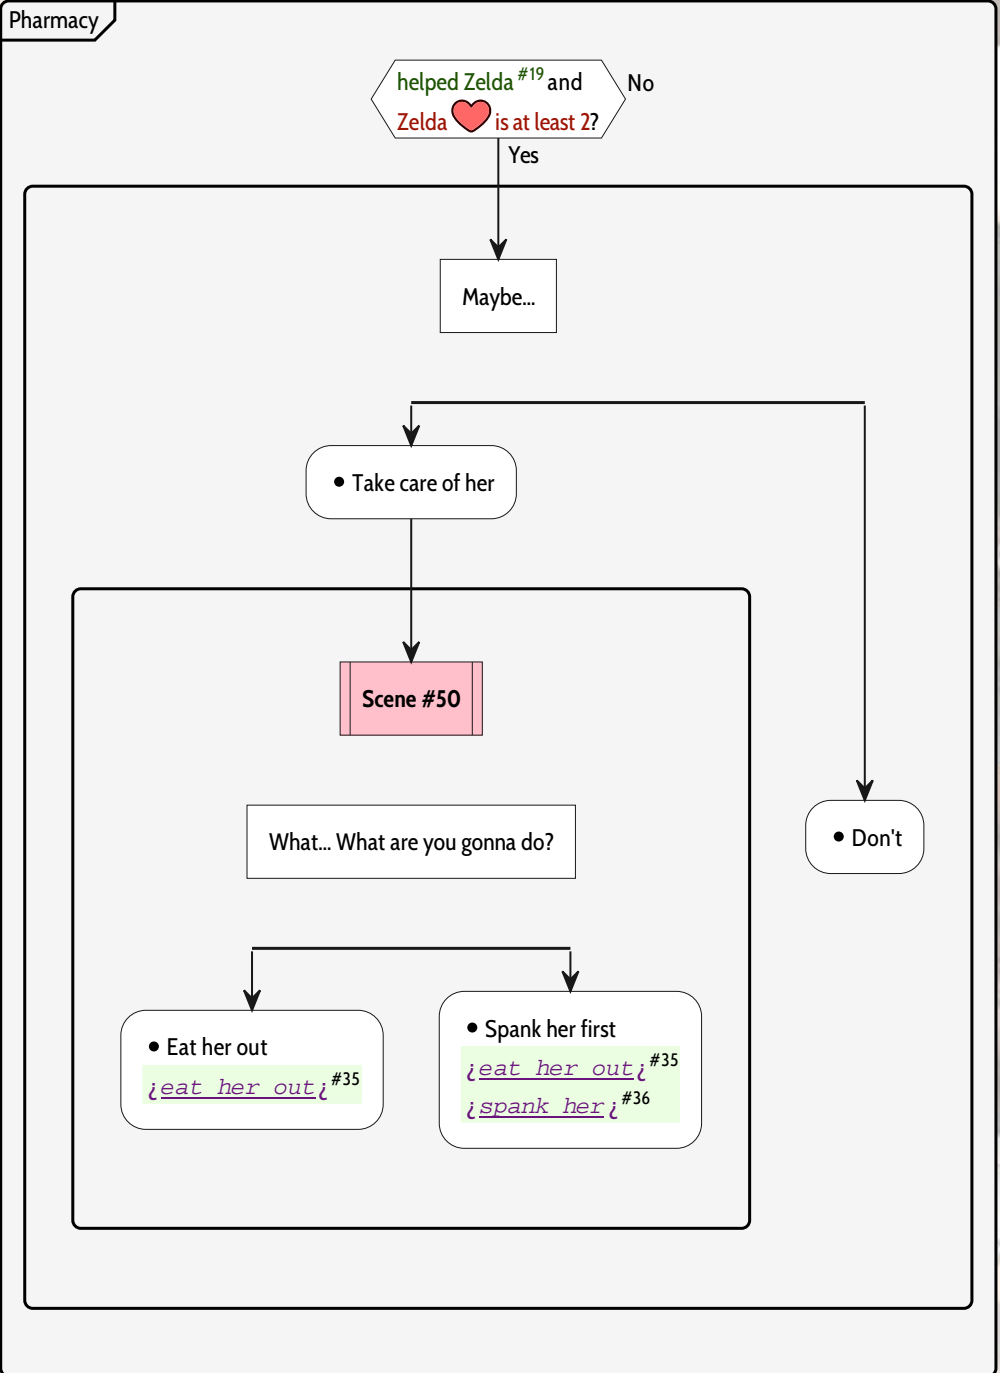 Pharmacy
helped Zelda #19 and
Zelda is at least 2?
No
Yes
Maybe...
• Take care of her
Scene #50
What... What are you gonna do?
• Don't
• Eat her out
¿eat her out¿ #35
• Spank her first
¿eat her out¿ #35
¿spank her¿ #36